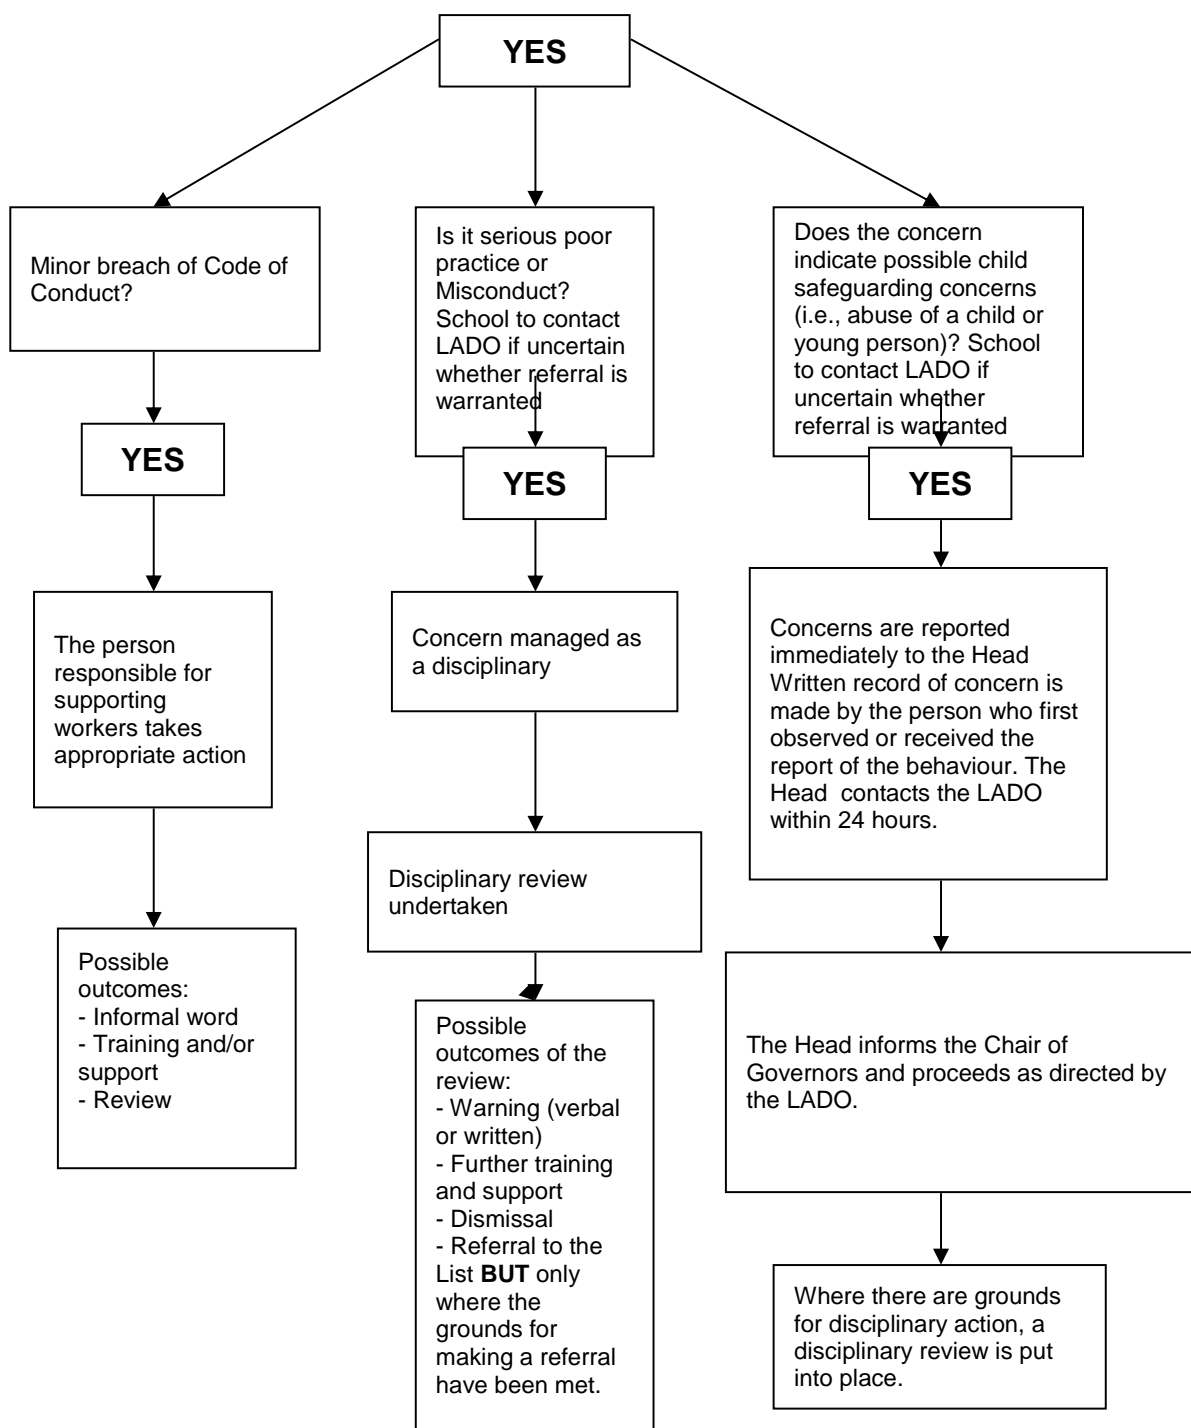 YES
Minor breach of Code of
Conduct?
YES
The person
responsible for
supporting
workers takes
appropriate action
Possible
outcomes:
- Informal word
- Training and/or
support
- Review
Is it serious poor
practice or
Misconduct?
School to contact
LADO if uncertain
whether referral is
warranted
YES
Concern managed as
a disciplinary
Disciplinary review
undertaken
Possible
outcomes of the
review:
- Warning (verbal
or written)
- Further training
and support
- Dismissal
- Referral to the
List BUT only
where the
grounds for
making a referral
have been met.
Does the concern
indicate possible child
safeguarding concerns
(i.e., abuse of a child or
young person)? School
to contact LADO if
uncertain whether
referral is warranted
YES
Concerns are reported
immediately to the Head
Written record of concern is
made by the person who first
observed or received the
report of the behaviour. The
Head  contacts the LADO
within 24 hours.
The Head informs the Chair of
Governors and proceeds as directed by
the LADO.
Where there are grounds
for disciplinary action, a
disciplinary review is put
into place.